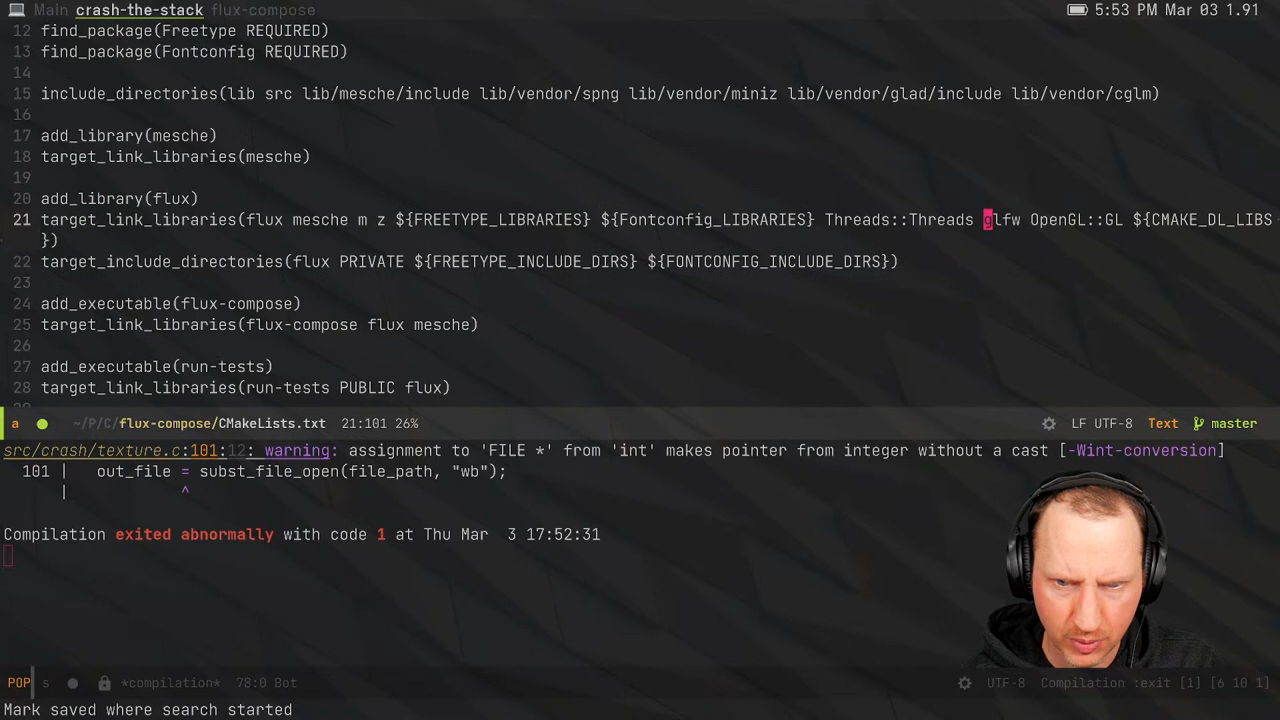 Main crash-the-stack flux-compose 5:53 PM Mar 03 1.91
12 find_package(Freetype REQUIRED)
13 find_package(Fontconfig REQUIRED)
14
15 include_directories(lib src lib/mesche/include lib/vendor/spng lib/vendor/miniz lib/vendor/glad/include lib/vendor/cglm)
16
17 add_library(mesche)
18 target_link_libraries(mesche)
19
20 add_library(flux)
21 target_link_libraries(flux mesche m z ${FREETYPE_LIBRARIES} ${Fontconfig_LIBRARIES} Threads::Threads glfw OpenGL::GL ${CMAKE_DL_LIBS
})
22 target_include_directories(flux PRIVATE ${FREETYPE_INCLUDE_DIRS} ${FONTCONFIG_INCLUDE_DIRS})
23
24 add_executable(flux-compose)
25 target_link_libraries(flux-compose flux mesche)
26
27 add_executable(run-tests)
28 target_link_libraries(run-tests PUBLIC flux)
a ~/P/C/flux-compose/CMakeLists.txt 21:101 26% LF UTF-8 Text master
src/crash/texture.c:101:12: warning: assignment to 'FILE *' from 'int' makes pointer from integer without a cast [-Wint-conversion]
101 | out_file = subst_file_open(file_path, "wb");
| ^
Compilation exited abnormally with code 1 at Thu Mar 3 17:52:31
POP s *compilation* 78:0 Bot UTF-8 Compilation :exit [1] [6 10 1]
Mark saved where search started